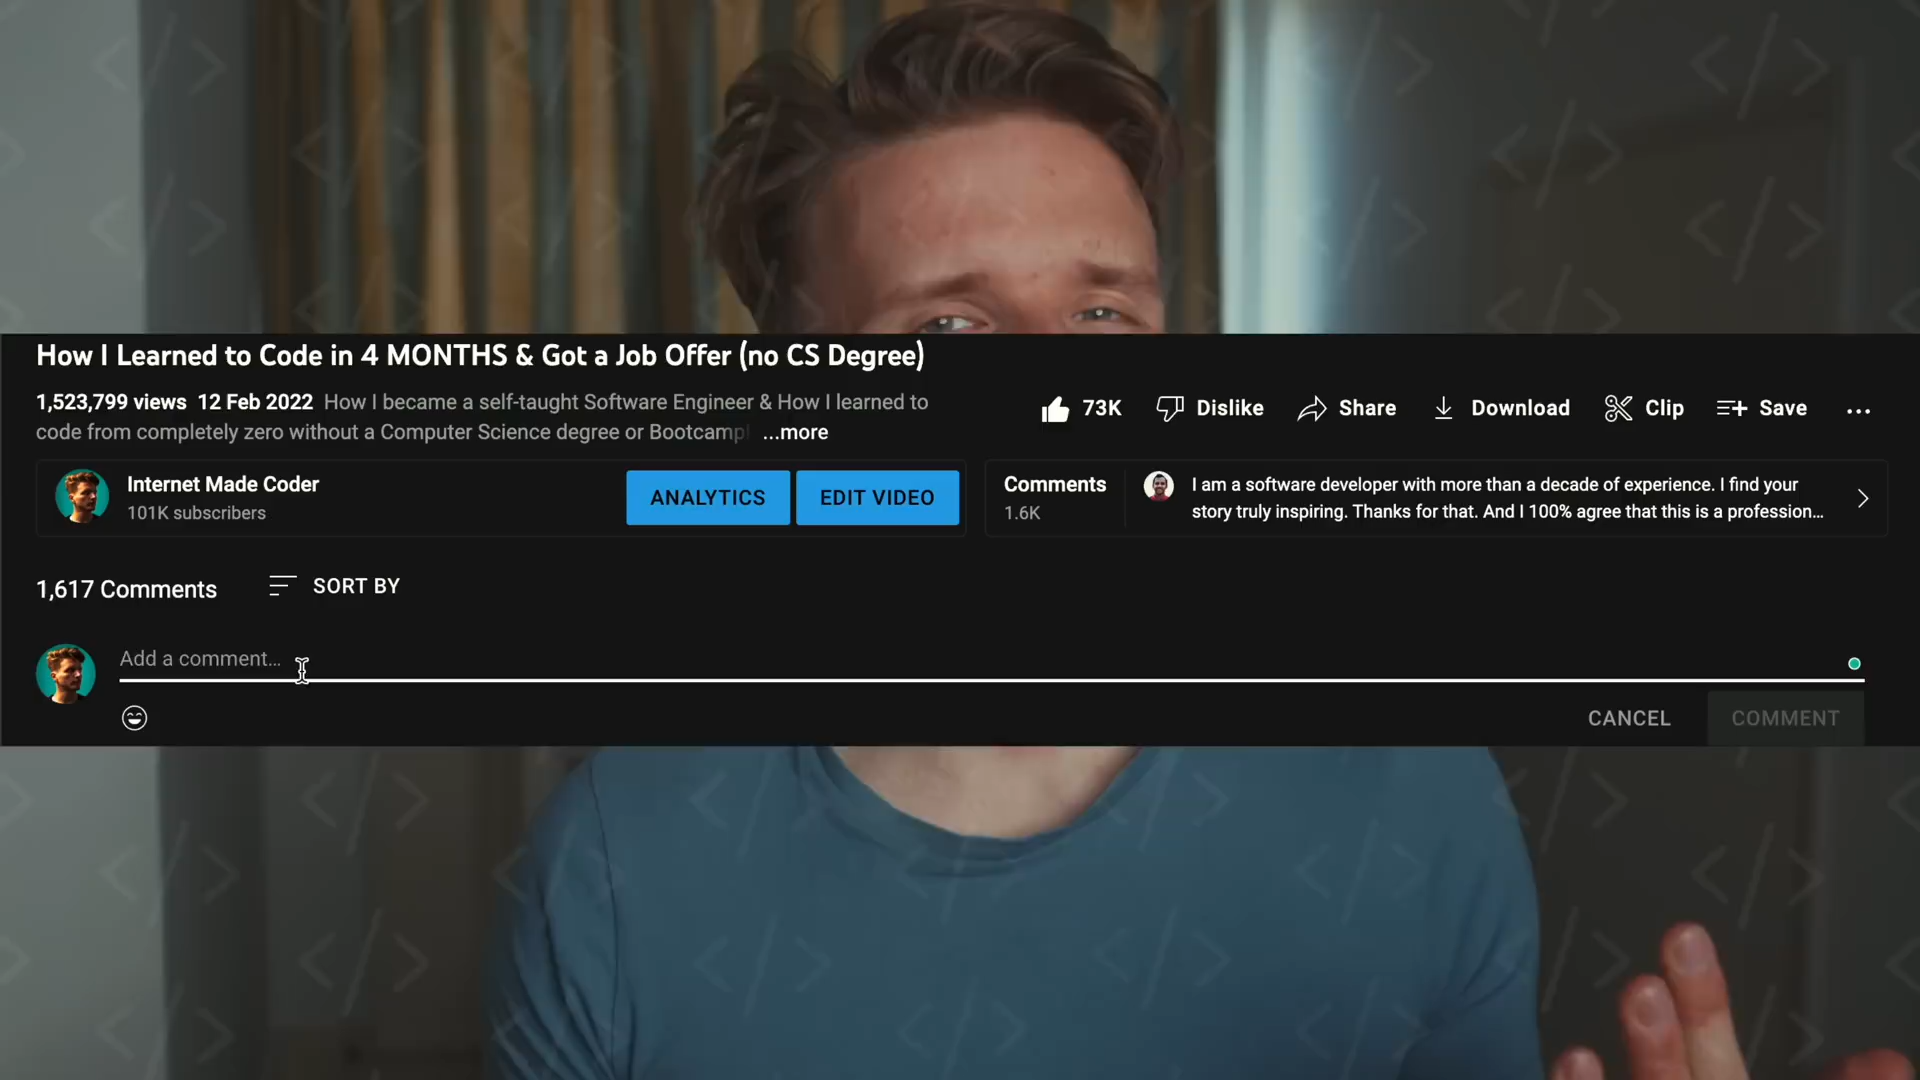 How I Learned to Code in 4 MONTHS & Got a Job Offer (no CS Degree)
1,523,799 views 12 Feb 2022 How I became a self-taught Software Engineer & How I learned to
code from completely zero without a Computer Science degree or Bootcamp! ...more
73K Dislike Share Download Clip Save
Internet Made Coder
101K subscribers
ANALYTICS EDIT VIDEO
Comments
1.6K
I am a software developer with more than a decade of experience. I find your
story truly inspiring. Thanks for that. And I 100% agree that this is a profession...
1,617 Comments SORT BY
Add a comment...
CANCEL COMMENT